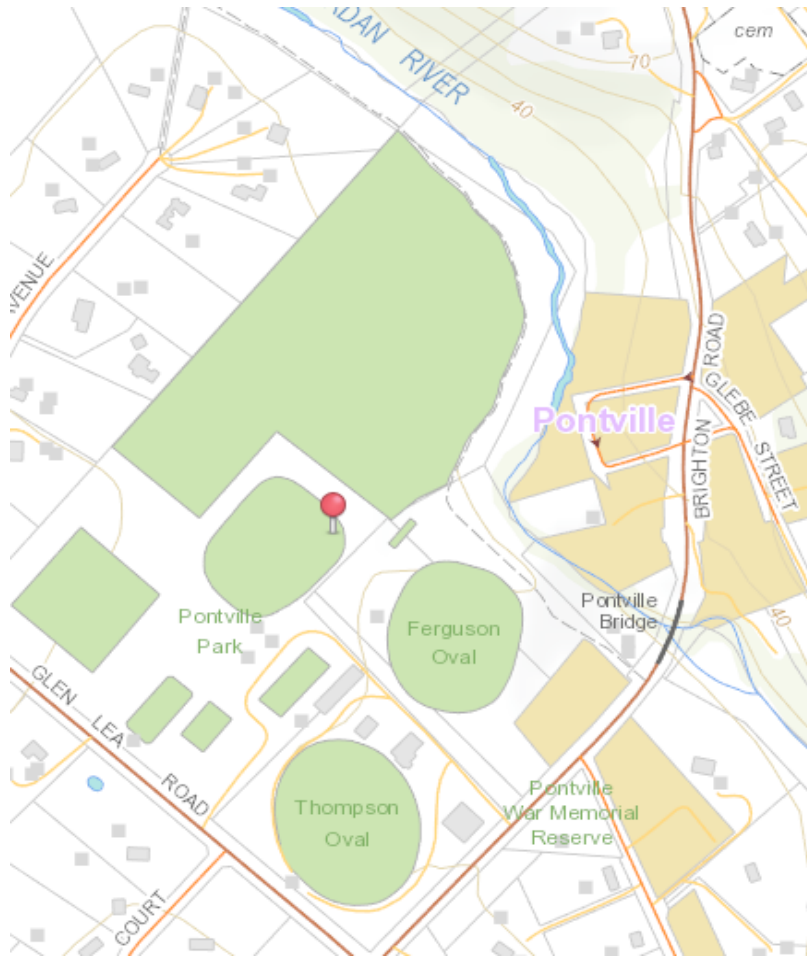 DAN RIVER
cem
70
40
VENUE
ROAD
GLEBE STREET
Pontville
BRIGHTON
Pontville
Bridge
40
Pontville
Park
Ferguson
Oval
GLEN LEA
ROAD
Thompson
Oval
Pontville
War Memorial
Reserve
COURT